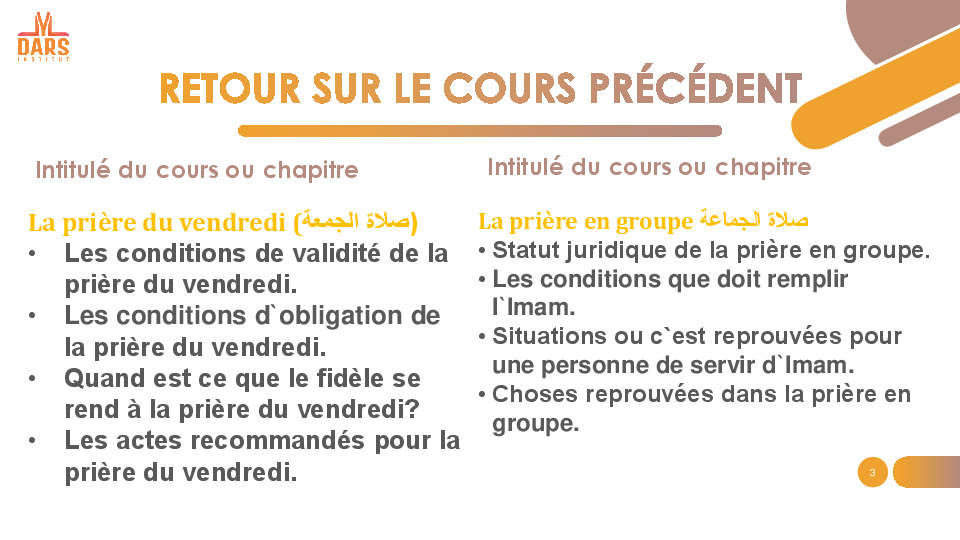 DARS
INSTITUT
RETOUR SUR LE COURS PRÉCÉDENT
Intitulé du cours ou chapitre
La prière du vendredi (صلاة الجمعة)
• Les conditions de validité de la
prière du vendredi.
• Les conditions d`obligation de
la prière du vendredi.
• Quand est ce que le fidèle se
rend à la prière du vendredi?
• Les actes recommandés pour la
prière du vendredi.
Intitulé du cours ou chapitre
La prière en groupe صلاة الجماعة
• Statut juridique de la prière en groupe.
• Les conditions que doit remplir
l`Imam.
• Situations ou c`est reprouvées pour
une personne de servir d`Imam.
• Choses reprouvées dans la prière en
groupe.
3